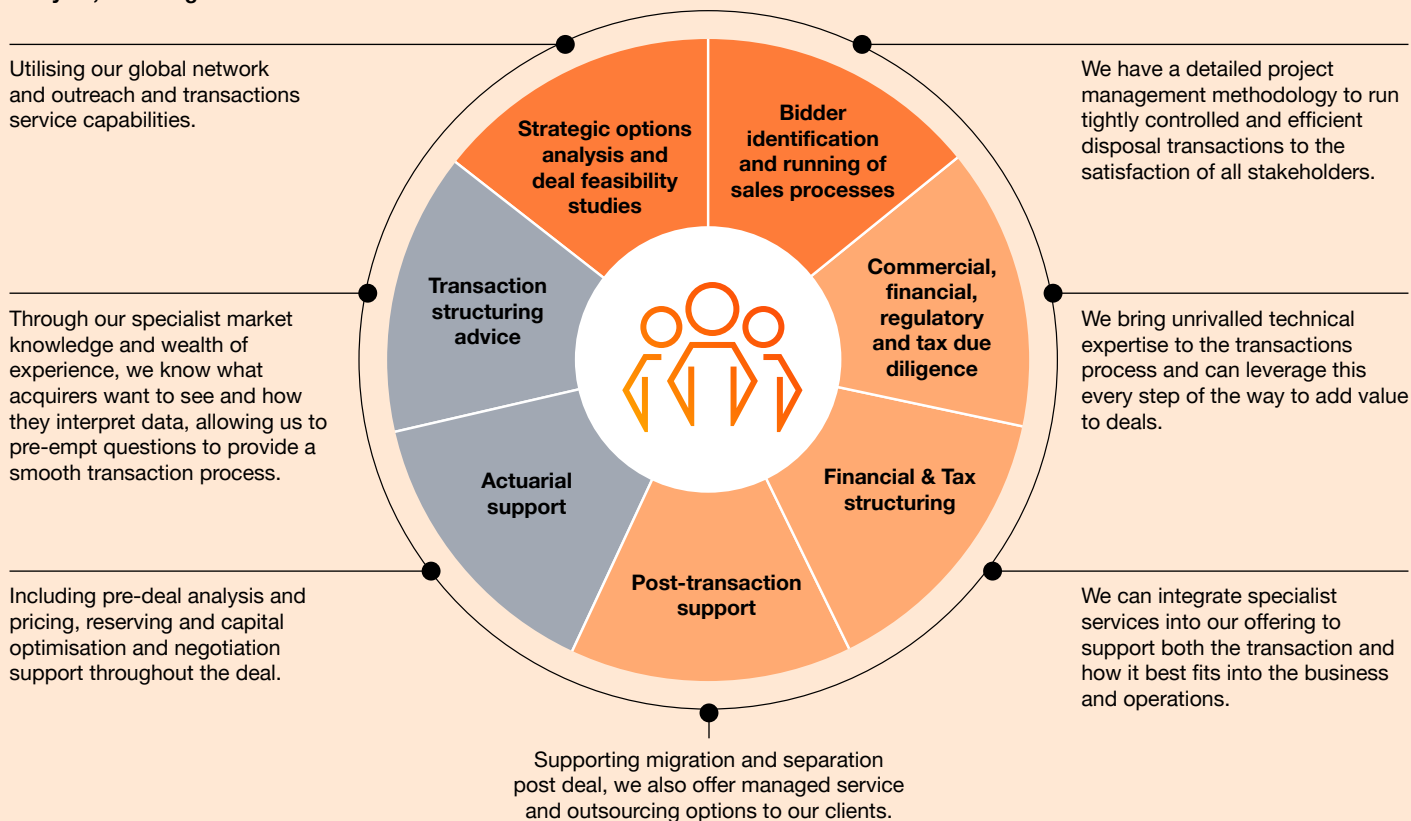 Utilising our global network
and outreach and transactions
service capabilities.
Strategic options
analysis and
deal feasibility
studies
Bidder
identification
and running of
sales processes
We have a detailed project
management methodology to run
tightly controlled and efficient
disposal transactions to the
satisfaction of all stakeholders.
Through our specialist market
knowledge and wealth of
experience, we know what
acquirers want to see and how
they interpret data, allowing us to
pre-empt questions to provide a
smooth transaction process.
Transaction
structuring
advice
Commercial,
financial,
regulatory
and tax due
diligence
We bring unrivalled technical
expertise to the transactions
process and can leverage this
every step of the way to add value
to deals.
Actuarial
support
Financial & Tax
structuring
Including pre-deal analysis and
pricing, reserving and capital
optimisation and negotiation
support throughout the deal.
Post-transaction
support
We can integrate specialist
services into our offering to
support both the transaction and
how it best fits into the business
and operations.
Supporting migration and separation
post deal, we also offer managed service
and outsourcing options to our clients.